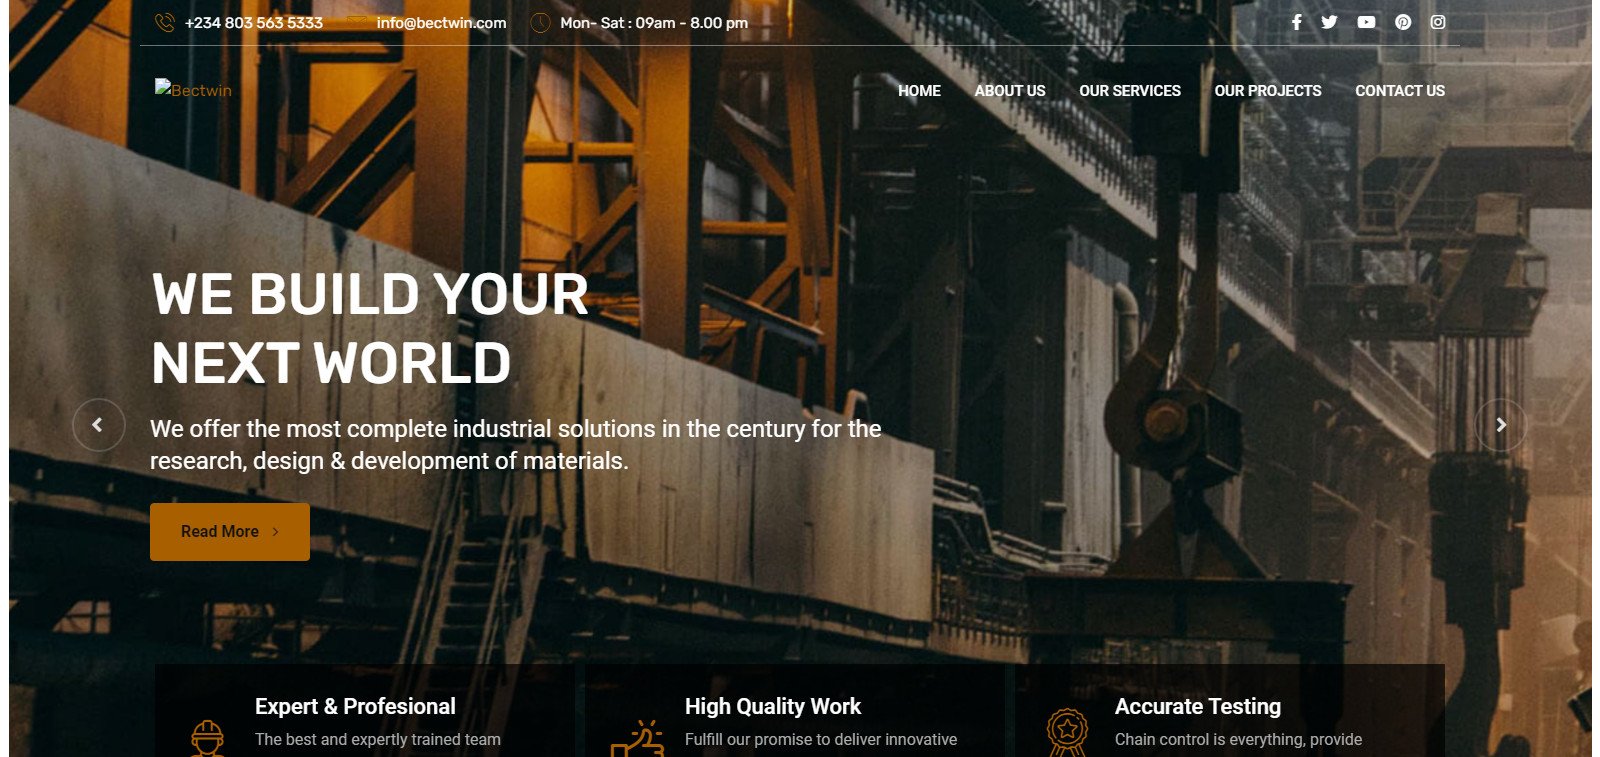 +234 803 563 5333 info@bectwin.com Mon- Sat : 09am - 8.00 pm
Bectwin HOME ABOUT US OUR SERVICES OUR PROJECTS CONTACT US
WE BUILD YOUR
NEXT WORLD
We offer the most complete industrial solutions in the century for the
research, design & development of materials.
Read More
Expert & Profesional
The best and expertly trained team
High Quality Work
Fulfill our promise to deliver innovative
Accurate Testing
Chain control is everything, provide